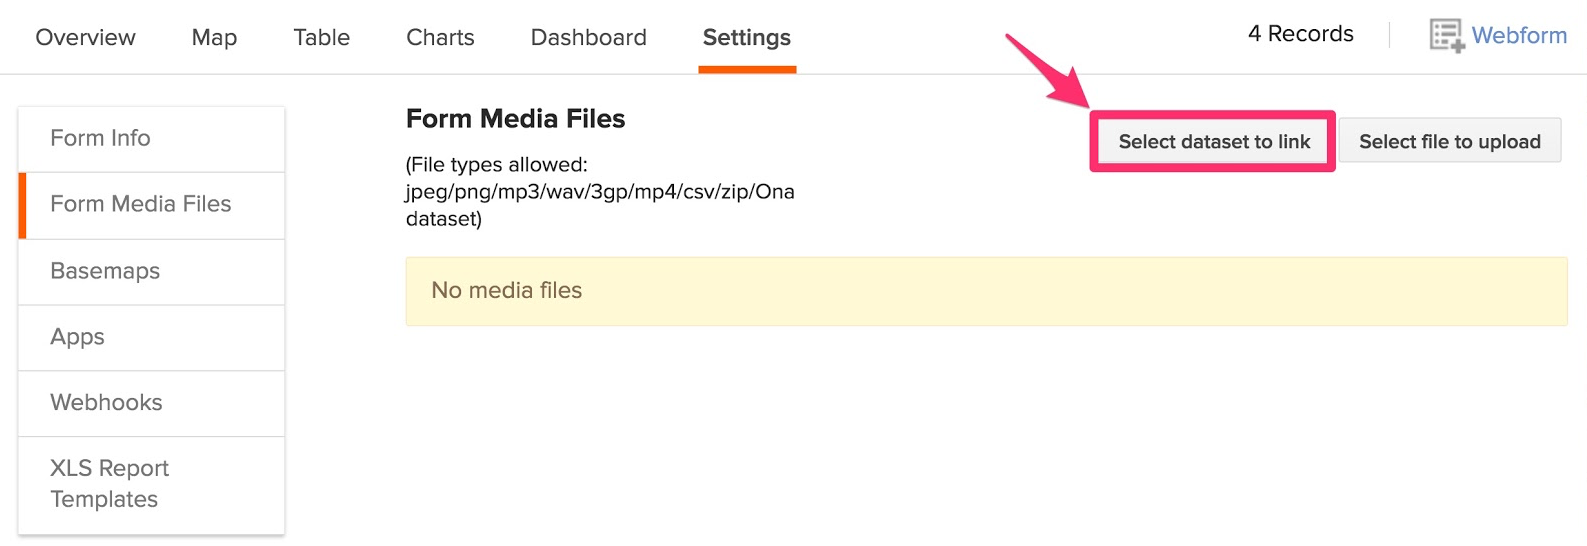 Overview Map Table Charts Dashboard Settings 4 Records Webform
Form Info
Form Media Files
Basemaps
Apps
Webhooks
XLS Report
Templates
Form Media Files
(File types allowed:
jpeg/png/mp3/wav/3gp/mp4/csv/zip/Ona
dataset)
Select dataset to link Select file to upload
No media files